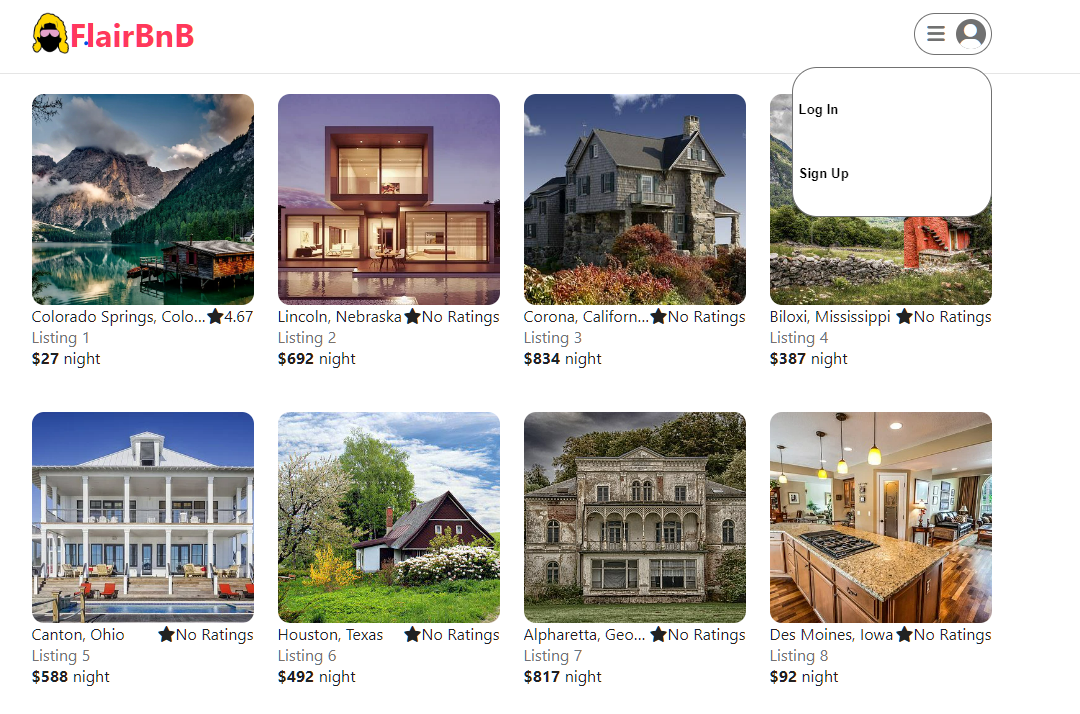 FlairBnB
Log In
Sign Up
Colorado Springs, Colo... 4.67
Listing 1
$27 night
Lincoln, Nebraska No Ratings
Listing 2
$692 night
Corona, Californ... No Ratings
Listing 3
$834 night
Biloxi, Mississippi No Ratings
Listing 4
$387 night
Canton, Ohio No Ratings
Listing 5
$588 night
Houston, Texas No Ratings
Listing 6
$492 night
Alpharetta, Geo... No Ratings
Listing 7
$817 night
Des Moines, Iowa No Ratings
Listing 8
$92 night